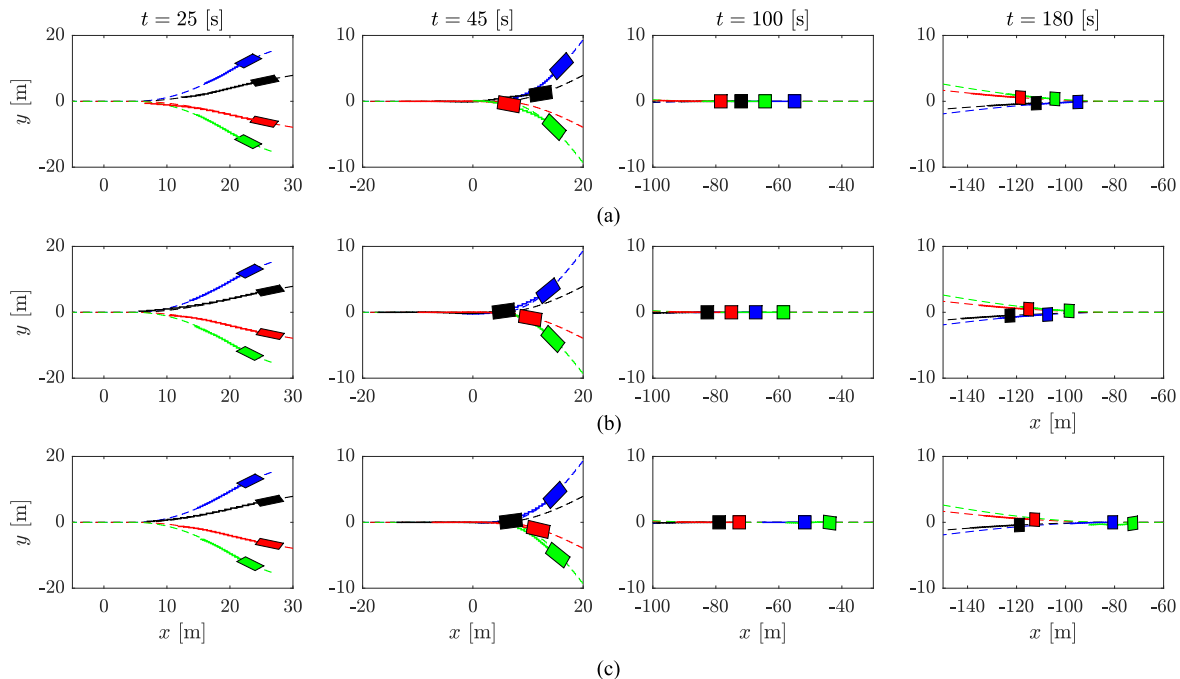 t = 25 [s] t = 45 [s] t = 100 [s] t = 180 [s]
y [m]
20 10 10 10
0 0 0 0
-20 -10 -10 -10
0 10 20 30 -20 0 20 -100 -80 -60 -40 -140 -120 -100 -80 -60
(a)
y [m]
20 10 10 10
0 0 0 0
-20 -10 -10 -10
0 10 20 30 -20 0 20 -100 -80 -60 -40 -140 -120 -100 -80 -60
x [m]
(b)
y [m]
20 10 10 10
0 0 0 0
-20 -10 -10 -10
0 10 20 30 -20 0 20 -100 -80 -60 -40 -140 -120 -100 -80 -60
x [m] x [m] x [m] x [m]
(c)